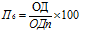 Пв = ОД / ОДп ×100